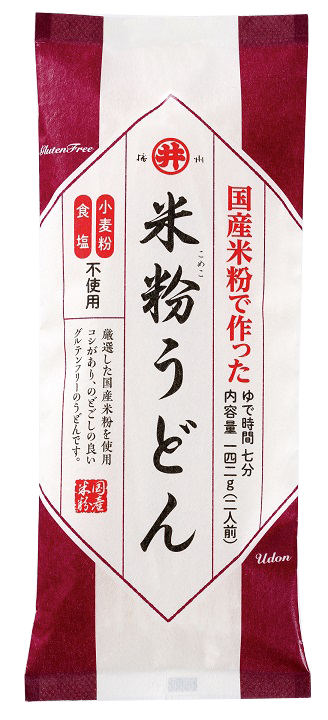 Gluten Free
播州
井
国産米粉で作った
ゆで時間 七分
内容量 一四二g(二人前)
こめこ
米粉うどん
小麦粉
食塩
不使用
厳選した国産米粉を使用
コシがあり、のどごしの良い
グルテンフリーのうどんです。
国産
米粉
Udon